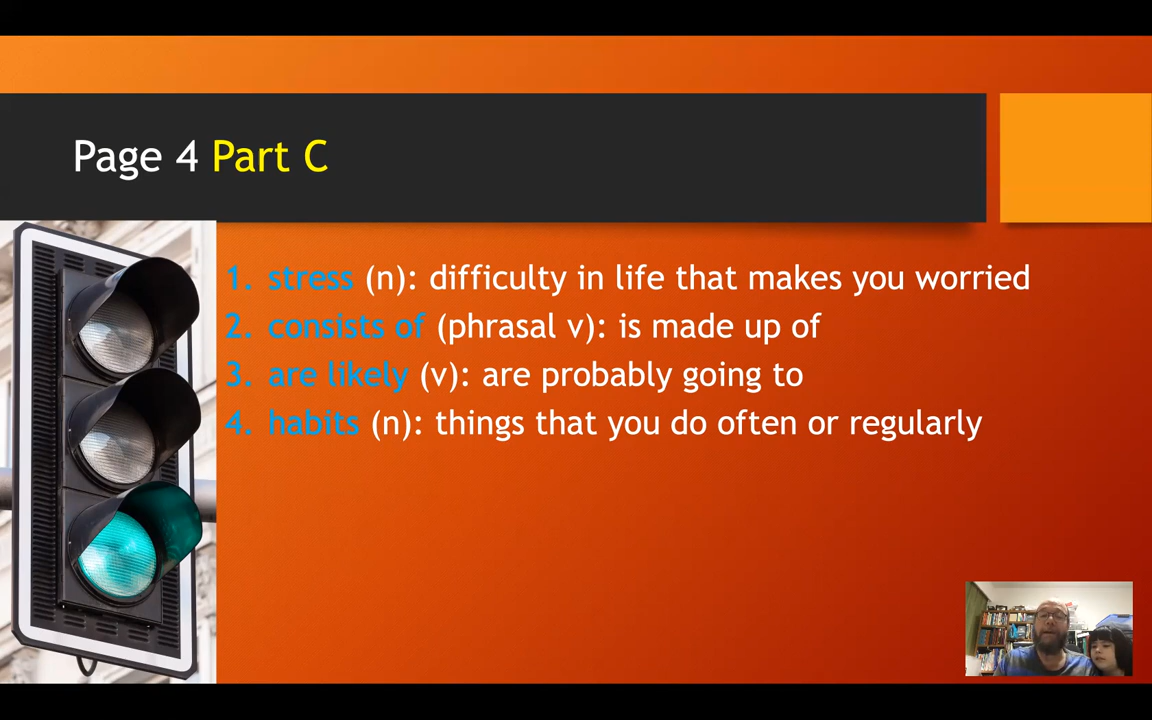 Page 4 Part C
1. stress (n): difficulty in life that makes you worried
2. consists of (phrasal v): is made up of
3. are likely (v): are probably going to
4. habits (n): things that you do often or regularly